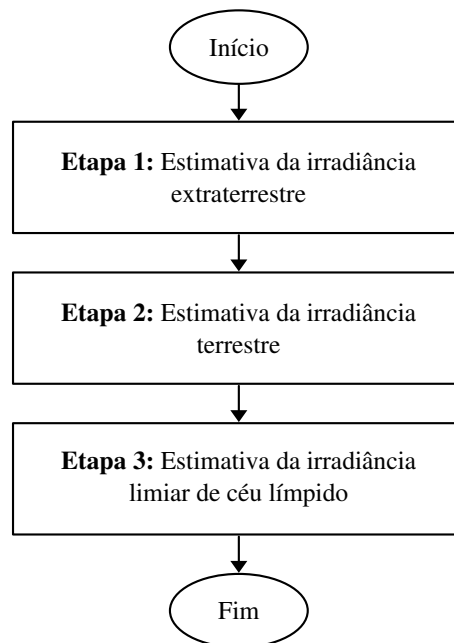 Início
Etapa 1: Estimativa da irradiância
extraterrestre
Etapa 2: Estimativa da irradiância
terrestre
Etapa 3: Estimativa da irradiância
limiar de céu límpido
Fim